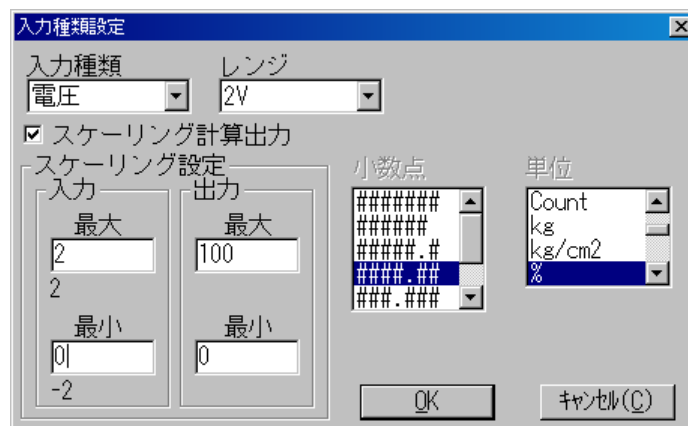 入力種類設定
入力種類
電圧
レンジ
2V
スケーリング計算出力
スケーリング設定
入力
最大
2
2
最小
0
-2
出力
最大
100
最小
0
小数点
#######
######
#####.#
####.##
###.###
単位
Count
kg
kg/cm2
%
OK
ｷｬﾝｾﾙ(C)